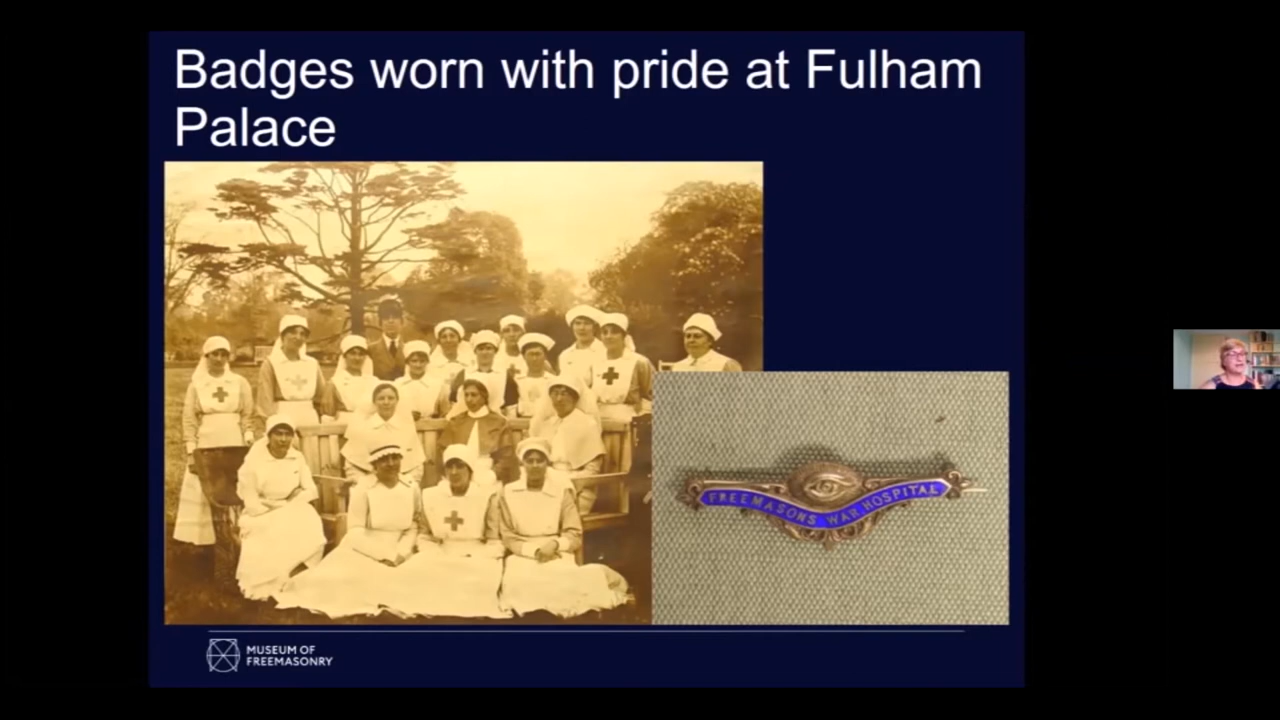 Badges worn with pride at Fulham
Palace
FREEMASONS WAR HOSPITAL
MUSEUM OF
FREEMASONRY